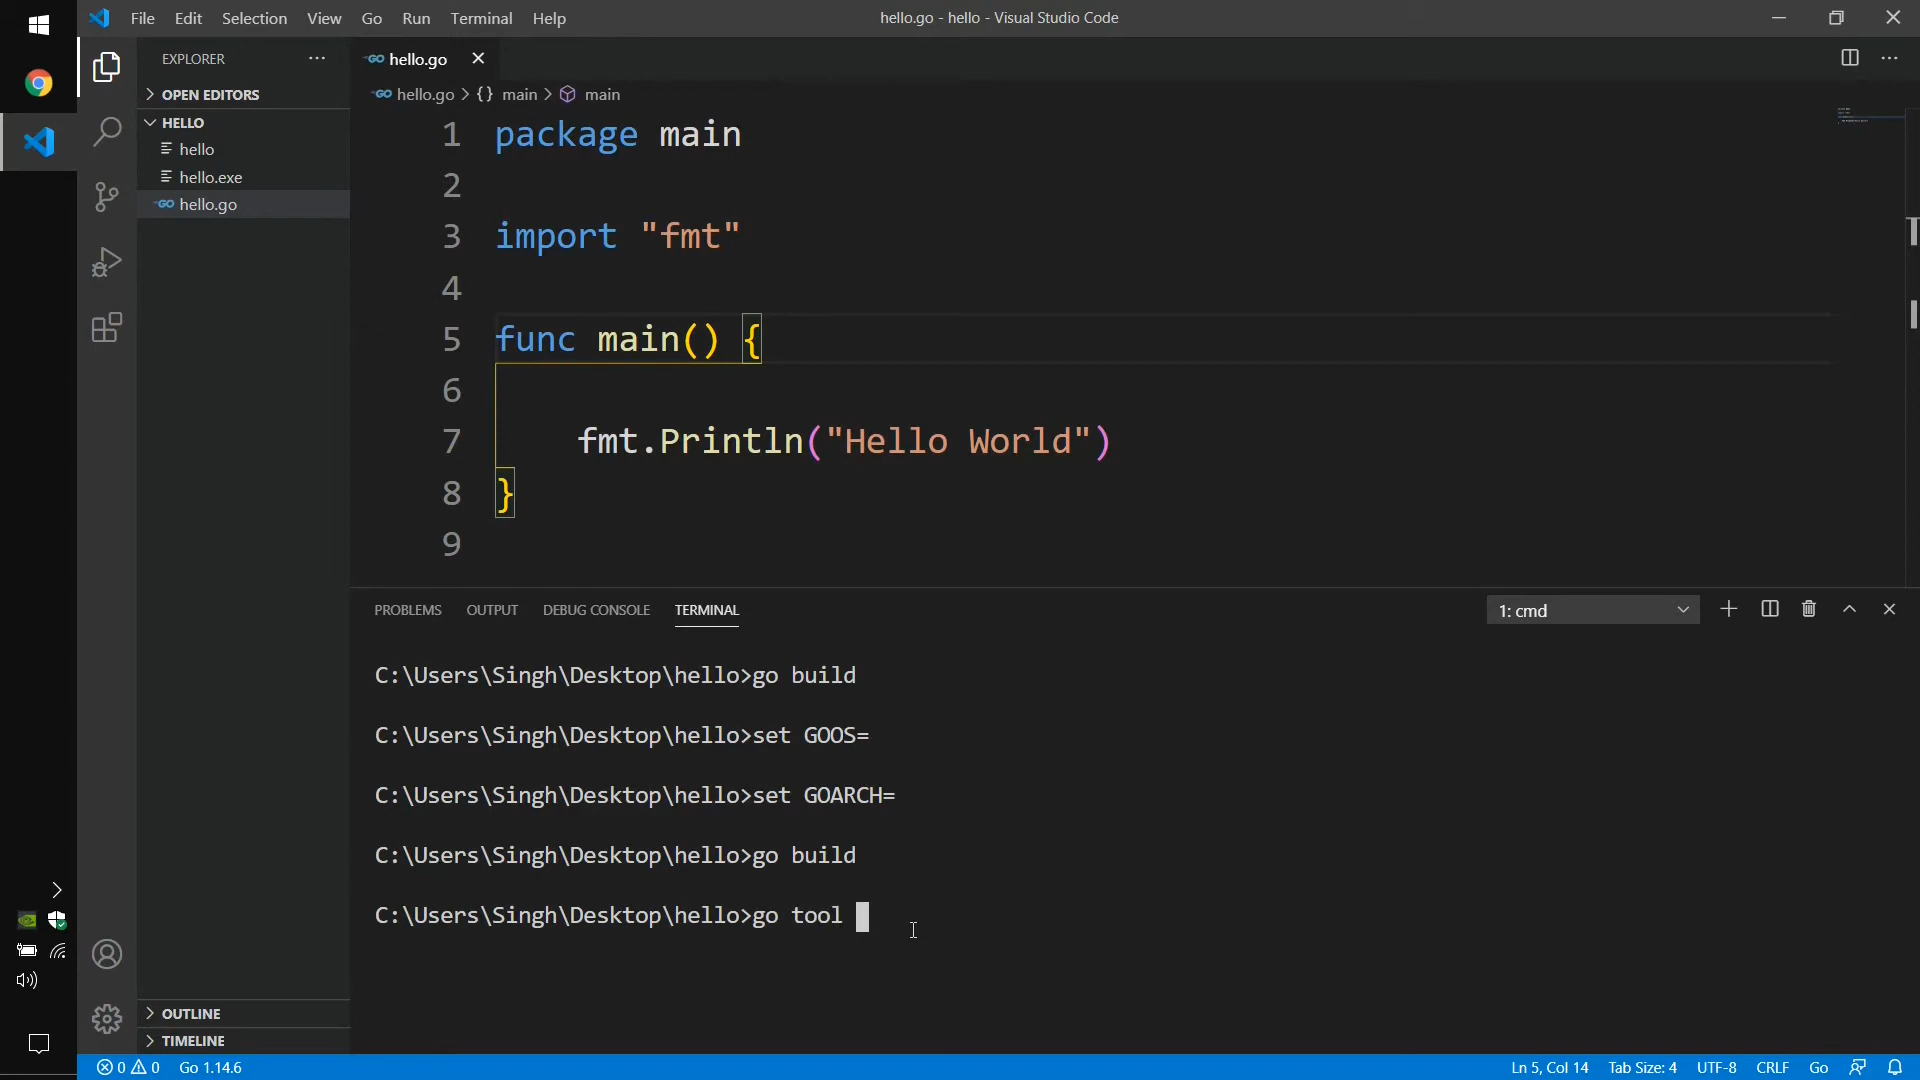 File Edit Selection View Go Run Terminal Help
hello.go - hello - Visual Studio Code
EXPLORER
OPEN EDITORS
HELLO
hello
hello.exe
GO hello.go
OUTLINE
TIMELINE
GO hello.go
GO hello.go > {} main > main
1 package main
2
3 import "fmt"
4
5 func main() {
6
7 fmt.Println("Hello World")
8 }
9
PROBLEMS OUTPUT DEBUG CONSOLE TERMINAL
1: cmd
C:\Users\Singh\Desktop\hello>go build
C:\Users\Singh\Desktop\hello>set GOOS=
C:\Users\Singh\Desktop\hello>set GOARCH=
C:\Users\Singh\Desktop\hello>go build
C:\Users\Singh\Desktop\hello>go tool
0 0 Go 1.14.6
Ln 5, Col 14 Tab Size: 4 UTF-8 CRLF Go